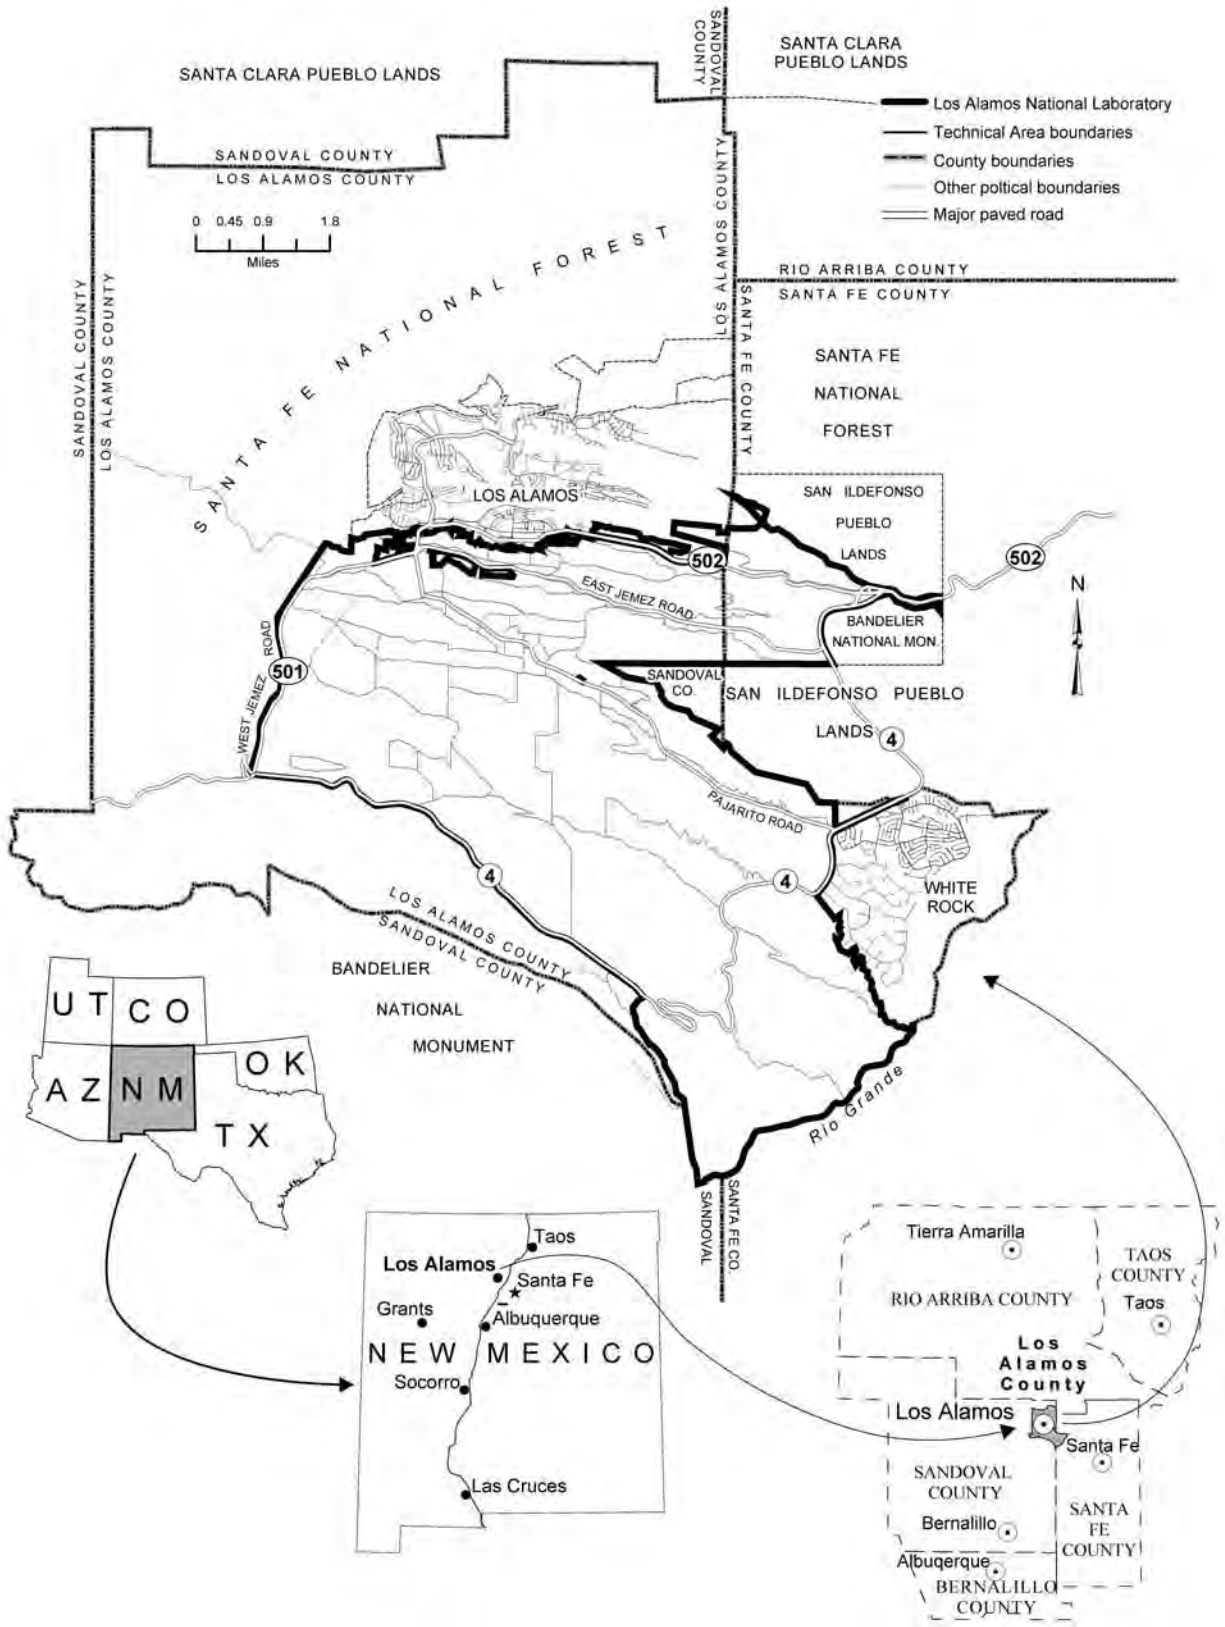 SANTA CLARA PUEBLO LANDS
SANDOVAL
COUNTY
SANTA CLARA
PUEBLO LANDS
Los Alamos National Laboratory
Technical Area boundaries
County boundaries
Other poltical boundaries
Major paved road
SANDOVAL COUNTY
LOS ALAMOS COUNTY
0 0.45 0.9 1.8
Miles
SANTA FE NATIONAL FOREST
LOS ALAMOS COUNTY
SANTA FE COUNTY
RIO ARRIBA COUNTY
SANTA FE COUNTY
SANDOVAL COUNTY
LOS ALAMOS COUNTY
SANTA FE
NATIONAL
FOREST
LOS ALAMOS
SAN ILDEFONSO
PUEBLO
LANDS
502
502
N
EAST JEMEZ ROAD
BANDELIER
NATIONAL MON.
WEST JEMEZ ROAD
501
SANDOVAL
CO.
SAN ILDEFONSO PUEBLO
LANDS
4
PAJARITO ROAD
4
4
WHITE
ROCK
LOS ALAMOS COUNTY
SANDOVAL COUNTY
BANDELIER
NATIONAL
MONUMENT
UT
CO
AZ
NM
OK
TX
Rio Grande
SANDOVAL
SANTA FE CO.
Taos
Los Alamos
Santa Fe
Grants
Albuquerque
NEW MEXICO
Socorro
Las Cruces
Tierra Amarilla
TAOS
COUNTY
RIO ARRIBA COUNTY
Taos
Los
Alamos
County
Los Alamos
Santa Fe
SANDOVAL
COUNTY
SANTA
FE
COUNTY
Bernalillo
Albuqerque
BERNALILLO
COUNTY